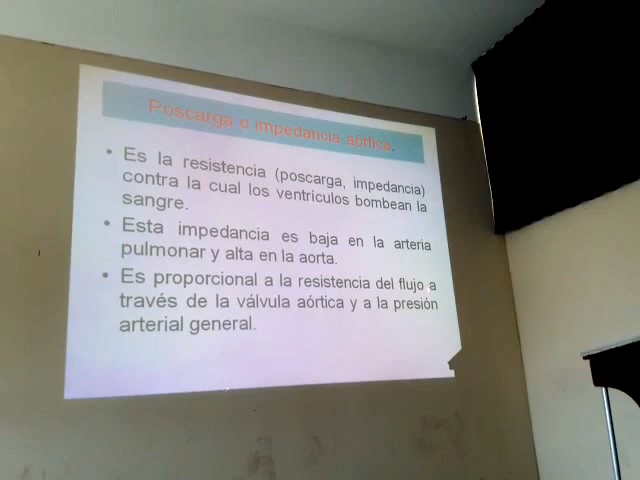 Poscarga o impedancia aórtica.
• Es la resistencia (poscarga, impedancia)
contra la cual los ventriculos bombean la
sangre.
• Esta impedancia es baja en la arteria
pulmonar y alta en la aorta.
• Es proporcional a la resistencia del flujo a
través de la válvula aórtica y a la presión
arterial general.